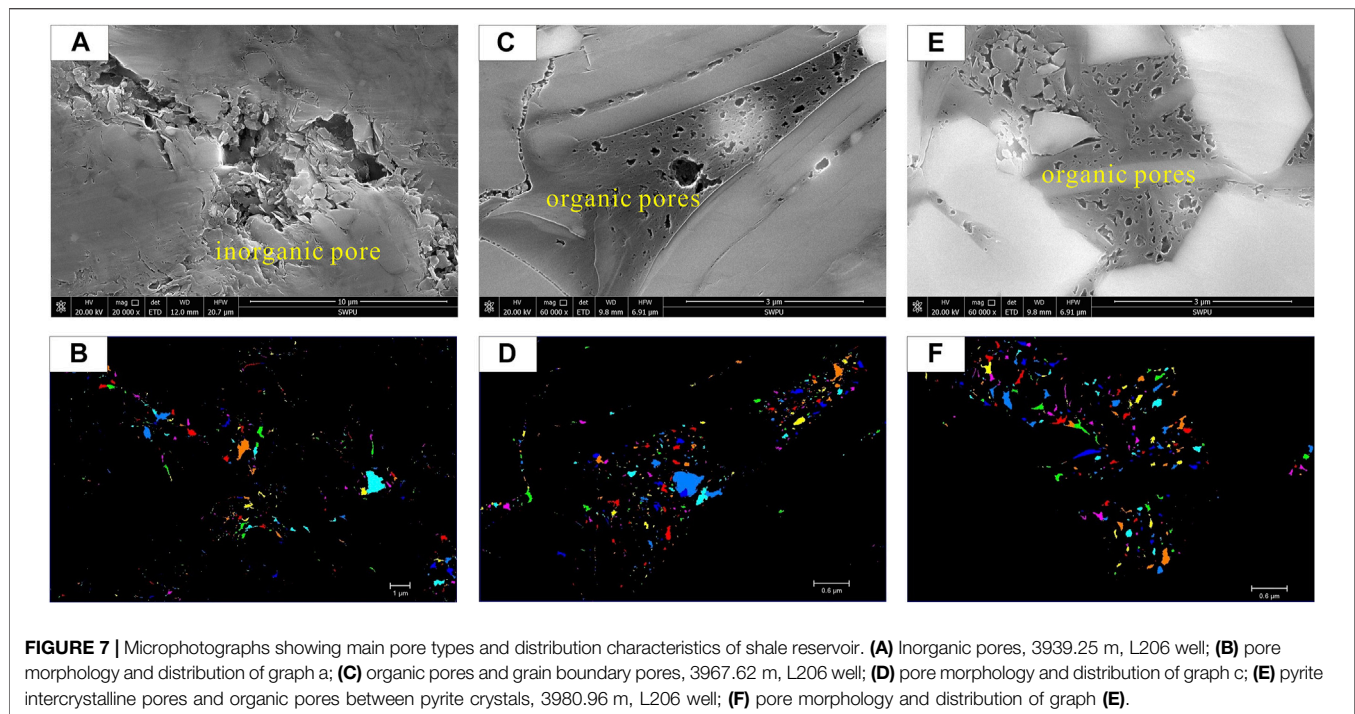 A
C
E
inorganic pore
organic pores
organic pores
HV mag □ det WD HFW 10 μm
20.00 kV 20 000 x ETD 12.0 mm 20.7 μm SWPU
HV mag □ det WD HFW 3 μm
20.00 kV 60 000 x ETD 9.8 mm 6.91 μm SWPU
HV mag □ det WD HFW 3 μm
20.00 kV 60 000 x ETD 9.8 mm 6.91 μm SWPU
B
D
F
1 μm
0.6 μm
0.6 μm
FIGURE 7 | Microphotographs showing main pore types and distribution characteristics of shale reservoir. (A) Inorganic pores, 3939.25 m, L206 well; (B) pore
morphology and distribution of graph a; (C) organic pores and grain boundary pores, 3967.62 m, L206 well; (D) pore morphology and distribution of graph c; (E) pyrite
intercrystalline pores and organic pores between pyrite crystals, 3980.96 m, L206 well; (F) pore morphology and distribution of graph (E).